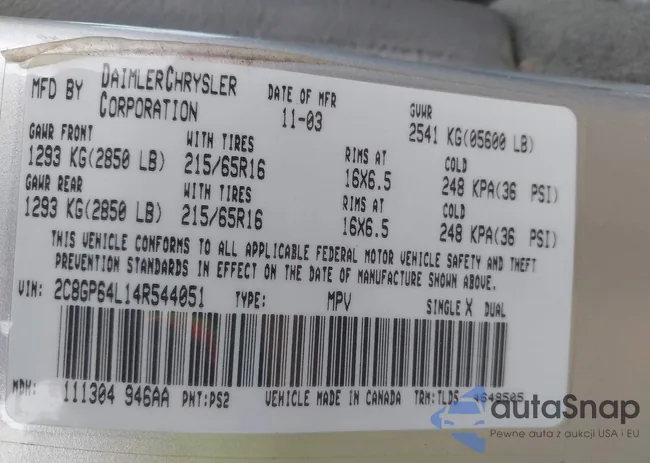 MFD BY DAIMLERCHRYSLER CORPORATION DATE OF MFR 11-03 GVWR 2541 KG(05600 LB)
GAWR FRONT WITH TIRES RIMS AT COLD
1293 KG(2850 LB) 215/65R16 16X6.5 248 KPA(36 PSI)
GAWR REAR WITH TIRES RIMS AT COLD
1293 KG(2850 LB) 215/65R16 16X6.5 248 KPA(36 PSI)
THIS VEHICLE CONFORMS TO ALL APPLICABLE FEDERAL MOTOR VEHICLE SAFETY AND THEFT
PREVENTION STANDARDS IN EFFECT ON THE DATE OF MANUFACTURE SHOWN ABOVE.
VIN: 2C8GP64L14R544051 TYPE: MPV SINGLE X DUAL
MDH: 111304 946AA PNT:PS2 VEHICLE MADE IN CANADA TRM:TLD5 4648505
autaSnap
Pewne auta z aukcji USA i EU